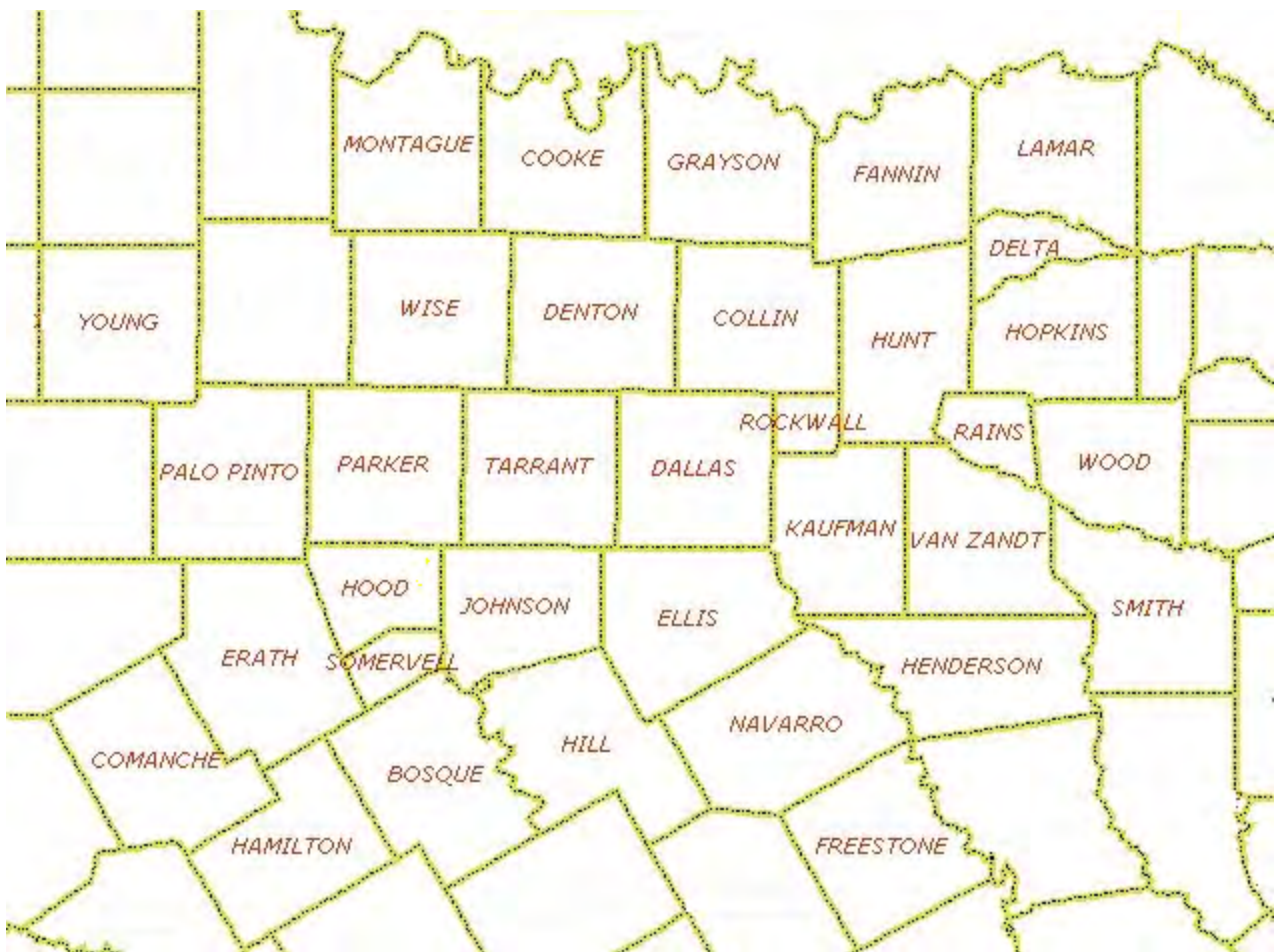 MONTAGUE
COOKE
GRAYSON
FANNIN
LAMAR
DELTA
YOUNG
WISE
DENTON
COLLIN
HUNT
HOPKINS
ROCKWALL
RAINS
PALO PINTO
PARKER
TARRANT
DALLAS
WOOD
KAUFMAN
VAN ZANDT
HOOD
JOHNSON
ELLIS
SMITH
ERATH
SOMERVELL
HENDERSON
COMANCHE
BOSQUE
HILL
NAVARRO
HAMILTON
FREESTONE